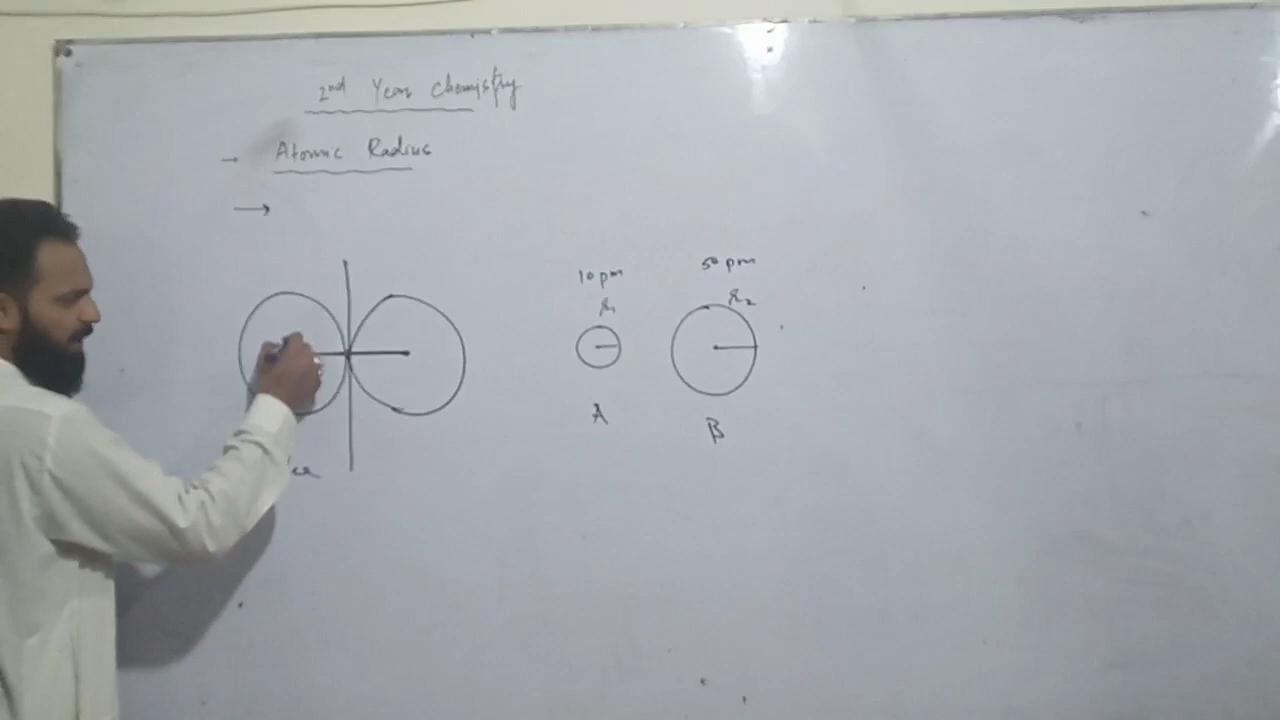 2nd Year Chemistry
→ Atomic Radius
→
10 pm
50 pm
r1
r2
A
B